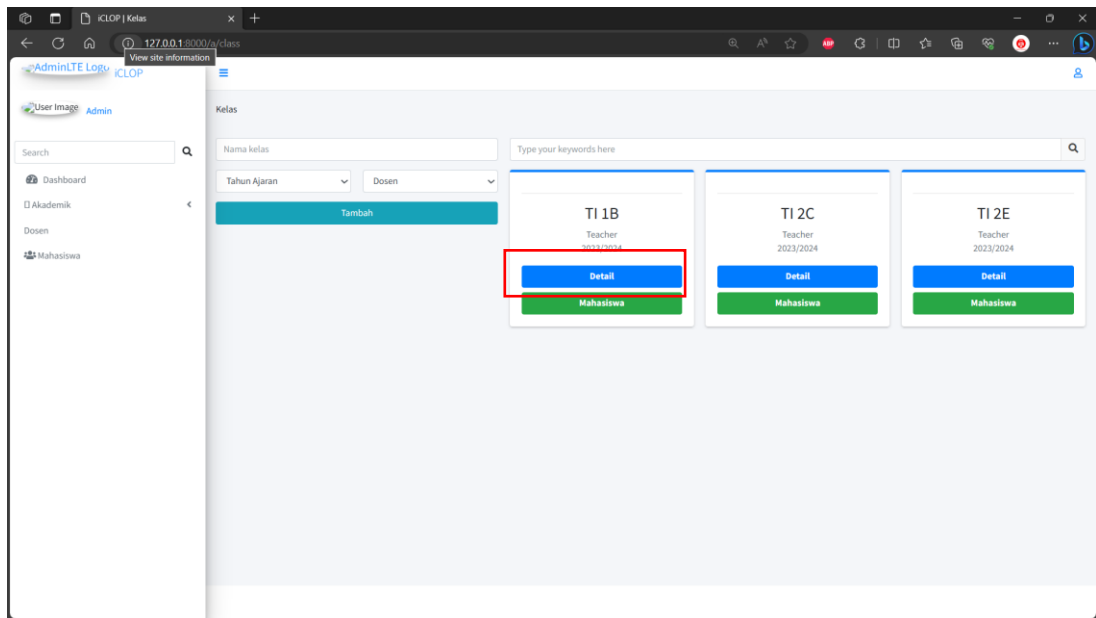 iCLOP | Kelas
127.0.0.1:8000/a/class
View site information
AdminLTE Logo iCLOP
User Image Admin
Search
Dashboard
Akademik
Dosen
Mahasiswa
Kelas
Nama kelas
Tahun Ajaran Dosen
Tambah
Type your keywords here
TI 1B
Teacher
2023/2024
Detail
Mahasiswa
TI 2C
Teacher
2023/2024
Detail
Mahasiswa
TI 2E
Teacher
2023/2024
Detail
Mahasiswa
ABP